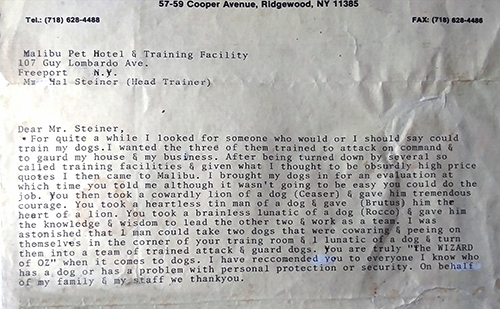 57-59 Cooper Avenue, Ridgewood, NY 11385
Tel.: (718) 628-4488 FAX: (718) 628-4486
Malibu Pet Hotel & Training Facility
107 Guy Lombardo Ave.
Freeport N.Y.
Mr Hal Steiner (Head Trainer)
Dear Mr. Steiner,
For quite a while I looked for someone who would or I should say could
train my dogs. I wanted the three of them trained to attack on command &
to gaurd my house & my business. After being turned down by several so
called training facilities & given what I thought to be obsurdly high price
quotes I then came to Malibu. I brought my dogs in for an evaluation at
which time you told me although it wasn't going to be easy you could do the
job. You then took a cowardly lion of a dog (Ceaser) & gave him tremendous
courage. You took a heartless tin man of a dog & gave (Brutus) him the
heart of a lion. You took a brainless lunatic of a dog (Rocco) & gave him
the knowledge & wisdom to lead the other two & work as a team. I was
astonished that a man could take two dogs that were cowaring & peeing on
themselves in the corner of your traing room & 1 lunatic of a dog & turn
them into a team of trained attack & guard dogs. You are truly "The WIZARD
of OZ" when it comes to dogs. I have reccomended you to everyone I know who
has a dog or has a problem with personal protection or security. On behalf
of my family & my staff we thankyou.